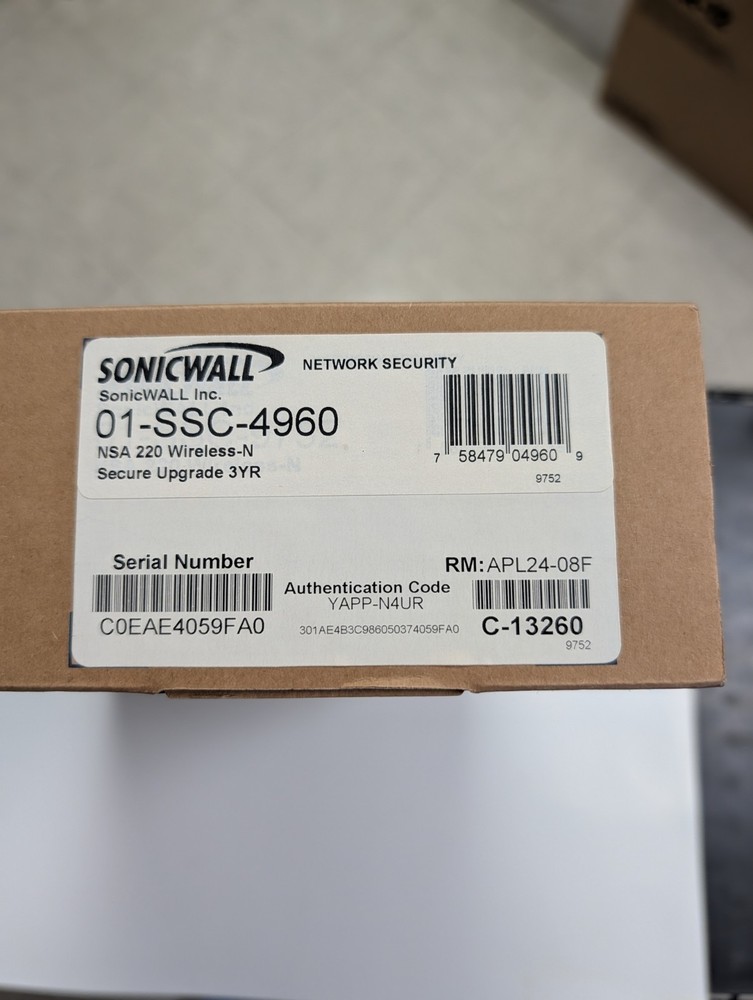 SONICWALL
NETWORK SECURITY
SonicWALL Inc.
01-SSC-4960
NSA 220 Wireless-N
Secure Upgrade 3YR
7 58479 04960 9
9752
Serial Number
C0EAE4059FA0
Authentication Code
YAPP-N4UR
301AE4B3C986050374059FA0
RM:APL24-08F
C-13260
9752